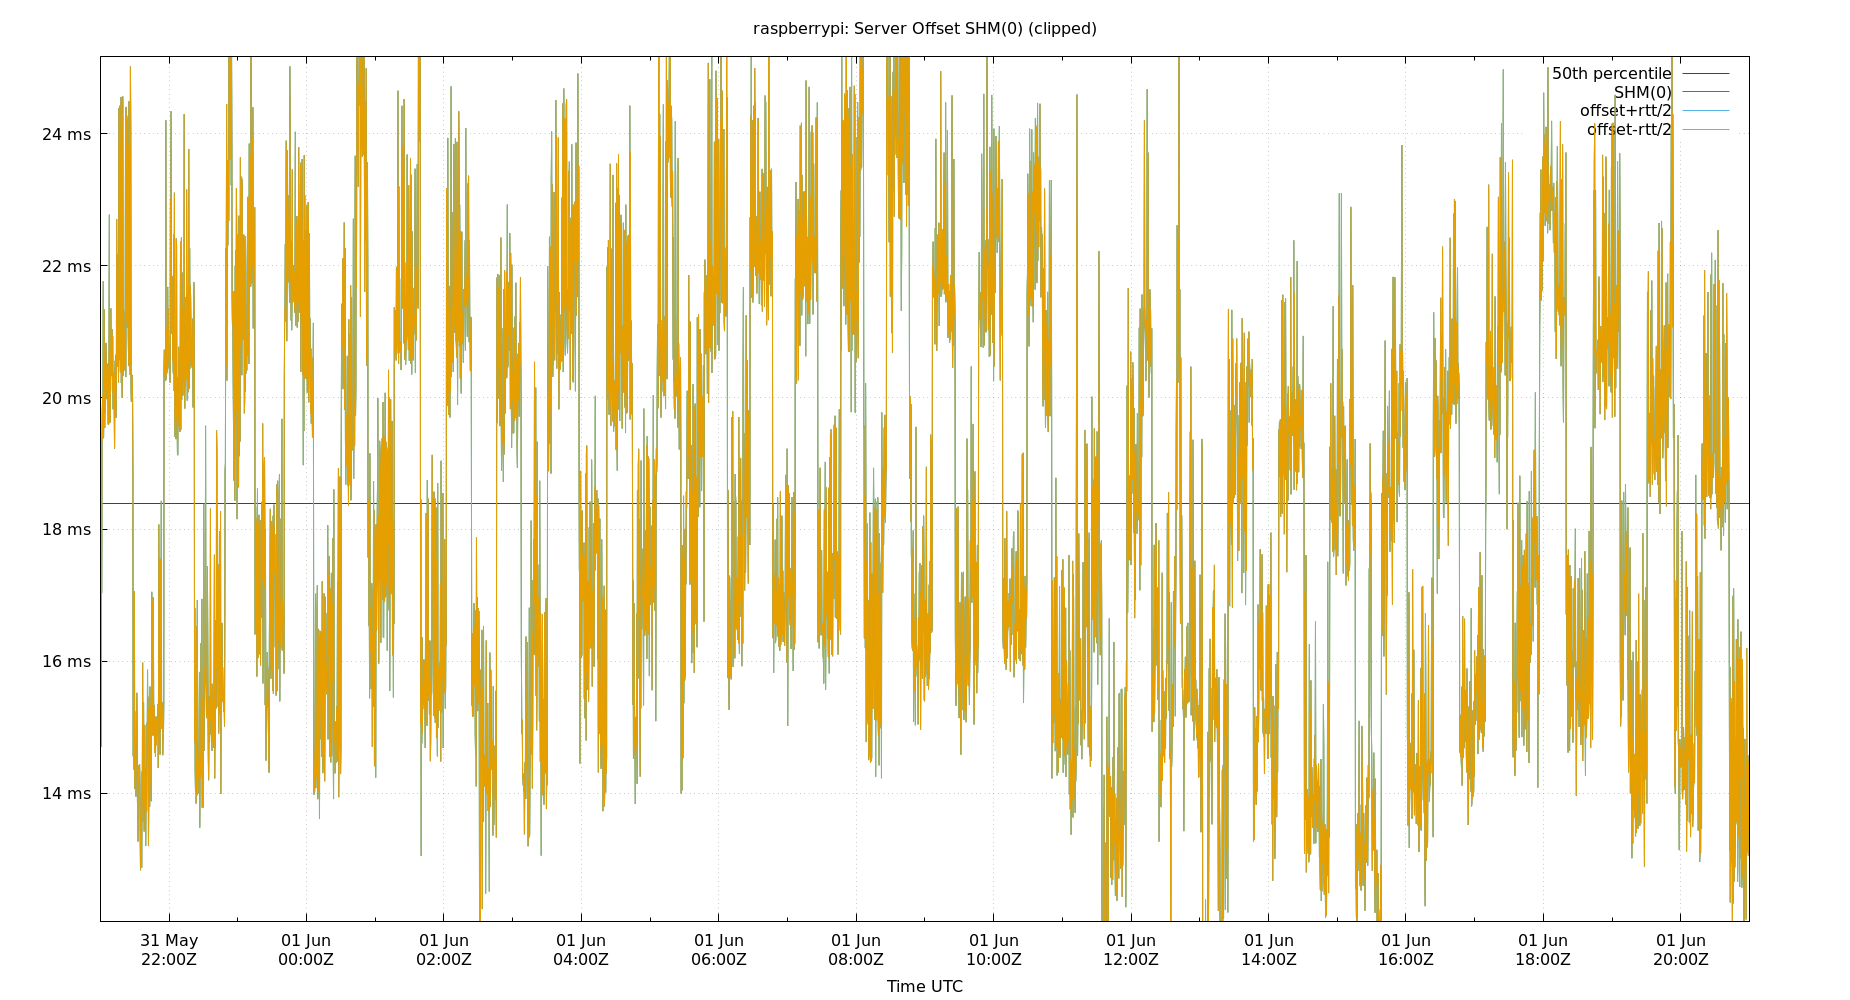 raspberrypi: Server Offset SHM(0) (clipped)
50th percentile
SHM(0)
offset+rtt/2
offset-rtt/2
24 ms
22 ms
20 ms
18 ms
16 ms
14 ms
31 May 01 Jun 01 Jun 01 Jun 01 Jun 01 Jun 01 Jun 01 Jun 01 Jun 01 Jun 01 Jun 01 Jun
22:00Z 00:00Z 02:00Z 04:00Z 06:00Z 08:00Z 10:00Z 12:00Z 14:00Z 16:00Z 18:00Z 20:00Z
Time UTC